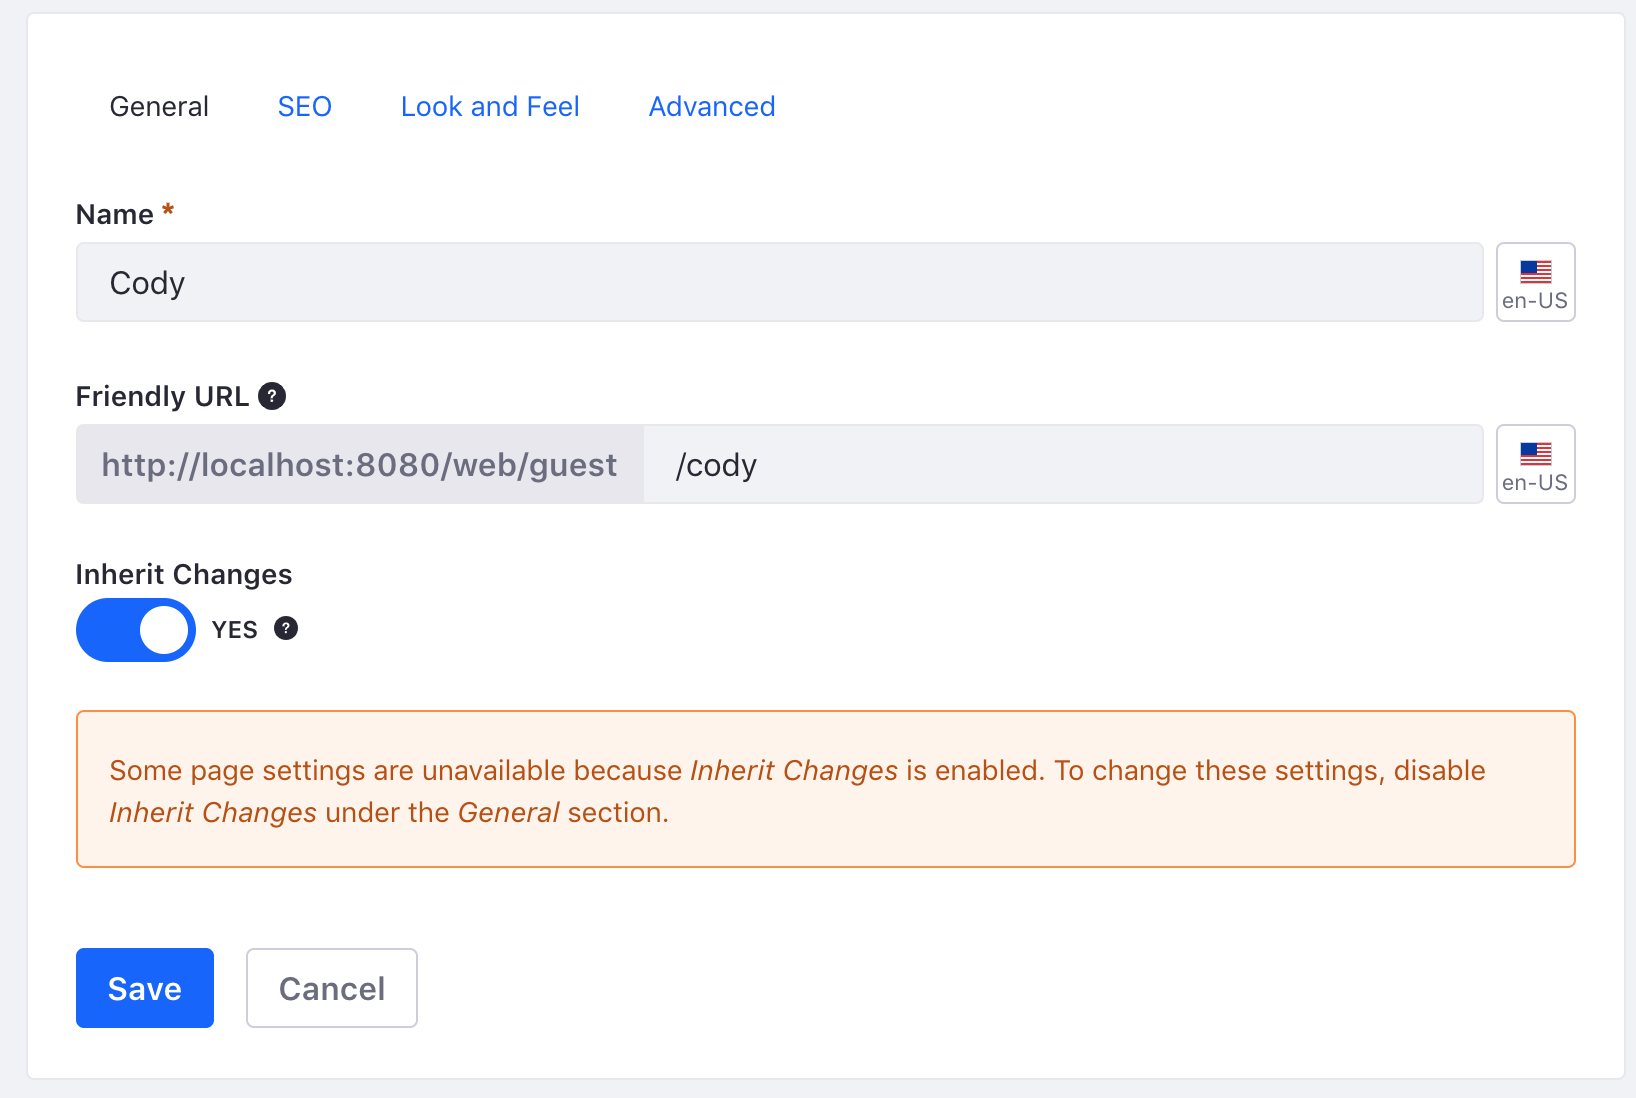 General SEO Look and Feel Advanced
Name *
Cody
en-US
Friendly URL ?
http://localhost:8080/web/guest /cody
en-US
Inherit Changes
YES ?
Some page settings are unavailable because Inherit Changes is enabled. To change these settings, disable
Inherit Changes under the General section.
Save Cancel